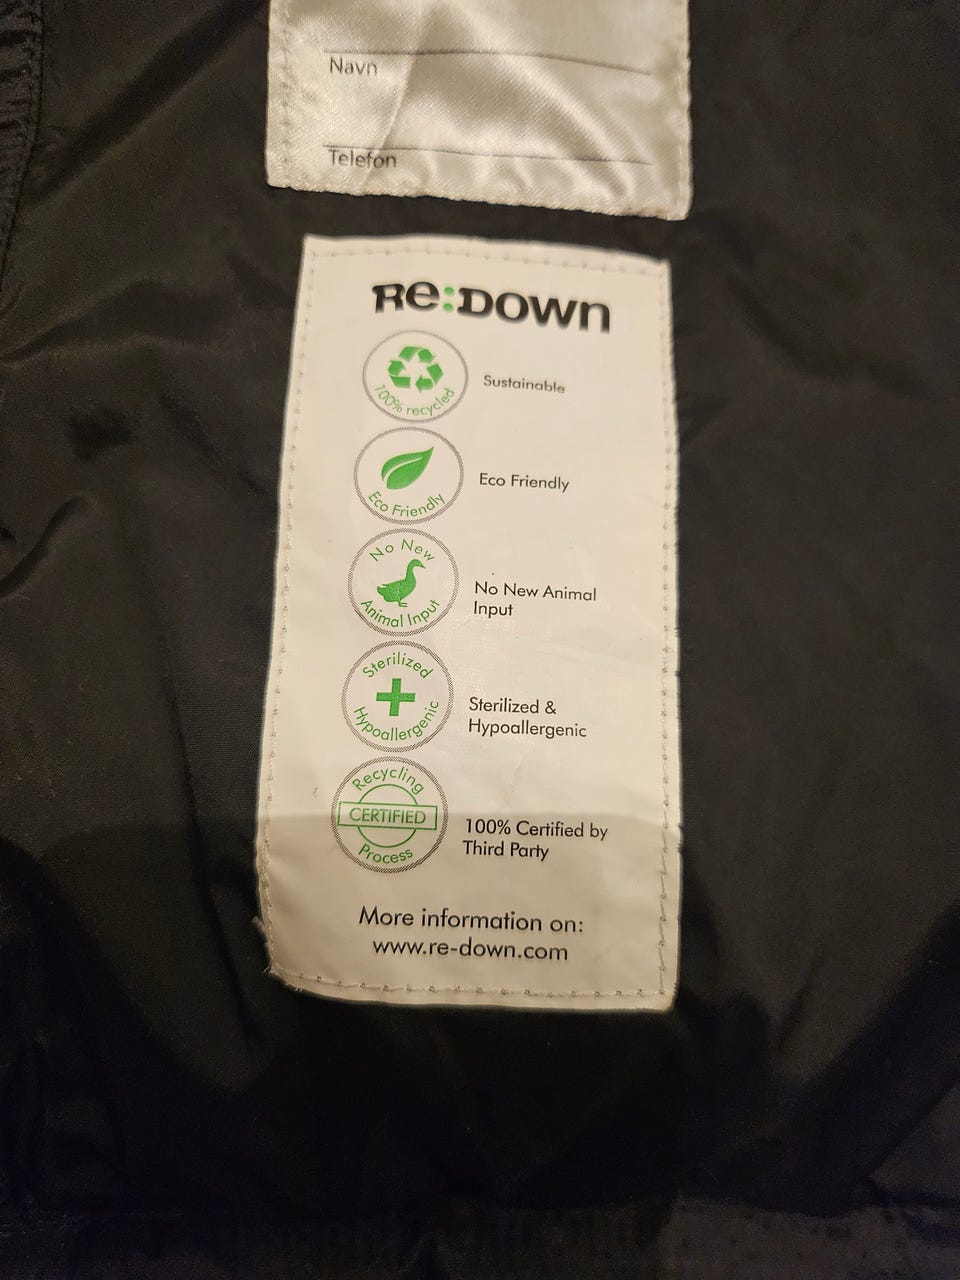 Navn
Telefon
Re:Down
100% recycled
Sustainable
Eco Friendly
Eco Friendly
No New
Animal Input
No New Animal
Input
Sterilized
Hypoallergenic
Sterilized &
Hypoallergenic
Recycling
CERTIFIED
Process
100% Certified by
Third Party
More information on:
www.re-down.com